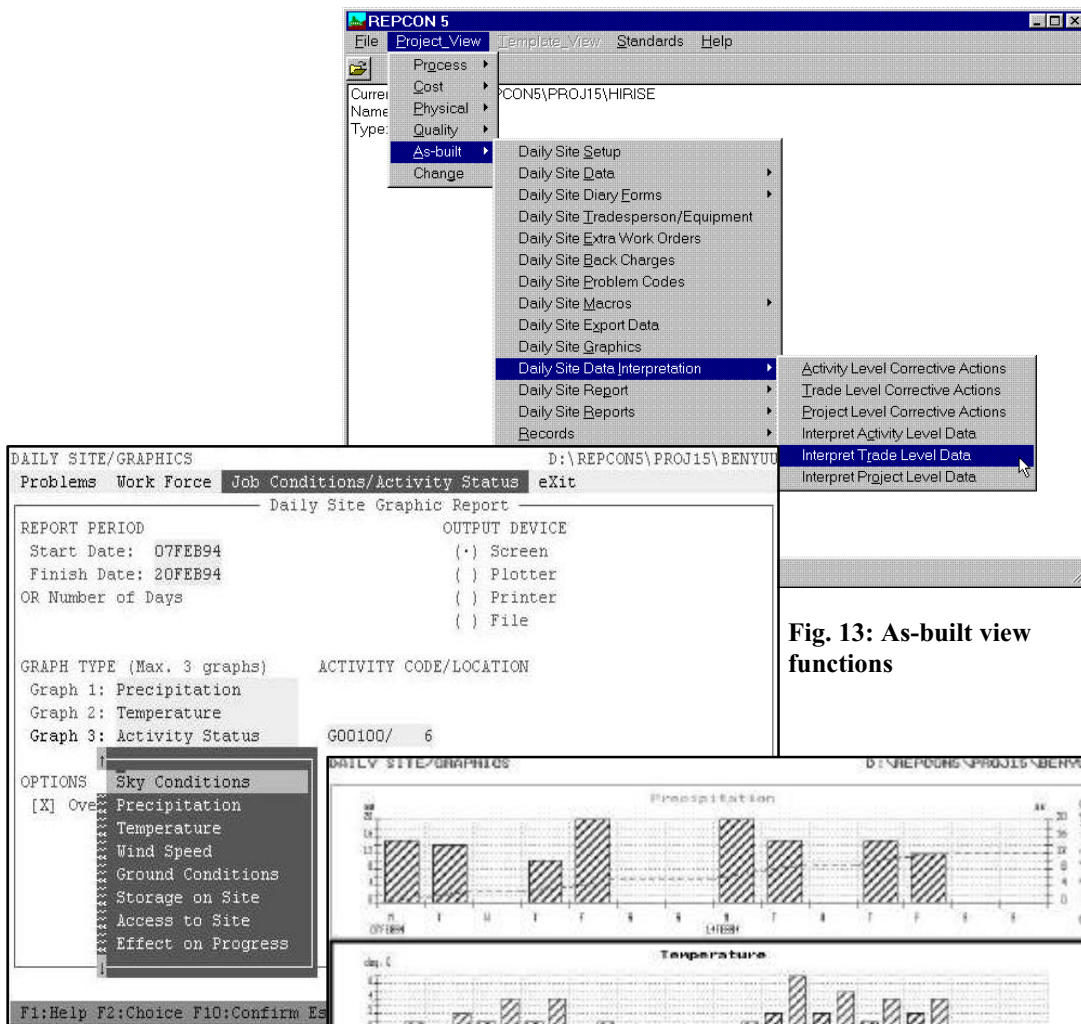 REPCON 5
File Project_View Template_View Standards Help
Process
Cost
Physical
Quality
As-built
Change
PCON5\PROJ15\HIRISE
Name
Type:
Daily Site Setup
Daily Site Data
Daily Site Diary Forms
Daily Site Tradesperson/Equipment
Daily Site Extra Work Orders
Daily Site Back Charges
Daily Site Problem Codes
Daily Site Macros
Daily Site Export Data
Daily Site Graphics
Daily Site Data Interpretation
Daily Site Report
Daily Site Reports
Records
Activity Level Corrective Actions
Trade Level Corrective Actions
Project Level Corrective Actions
Interpret Activity Level Data
Interpret Trade Level Data
Interpret Project Level Data
Fig. 13: As-built view
functions
DAILY SITE/GRAPHICS D:\REPCON5\PROJ15\BENYUU
Problems Work Force Job Conditions/Activity Status eXit
Daily Site Graphic Report
REPORT PERIOD OUTPUT DEVICE
Start Date: 07FEB94 (·) Screen
Finish Date: 20FEB94 ( ) Plotter
OR Number of Days ( ) Printer
( ) File
GRAPH TYPE (Max. 3 graphs) ACTIVITY CODE/LOCATION
Graph 1: Precipitation
Graph 2: Temperature
Graph 3: Activity Status G00100/ 6
OPTIONS
[X] Ove
Sky Conditions
Precipitation
Temperature
Wind Speed
Ground Conditions
Storage on Site
Access to Site
Effect on Progress
F1:Help F2:Choice F10:Confirm Es
DAILY SITE/GRAPHICS D:\REPCON5\PROJ15\BENYU
Precipitation
Temperature
deg. C